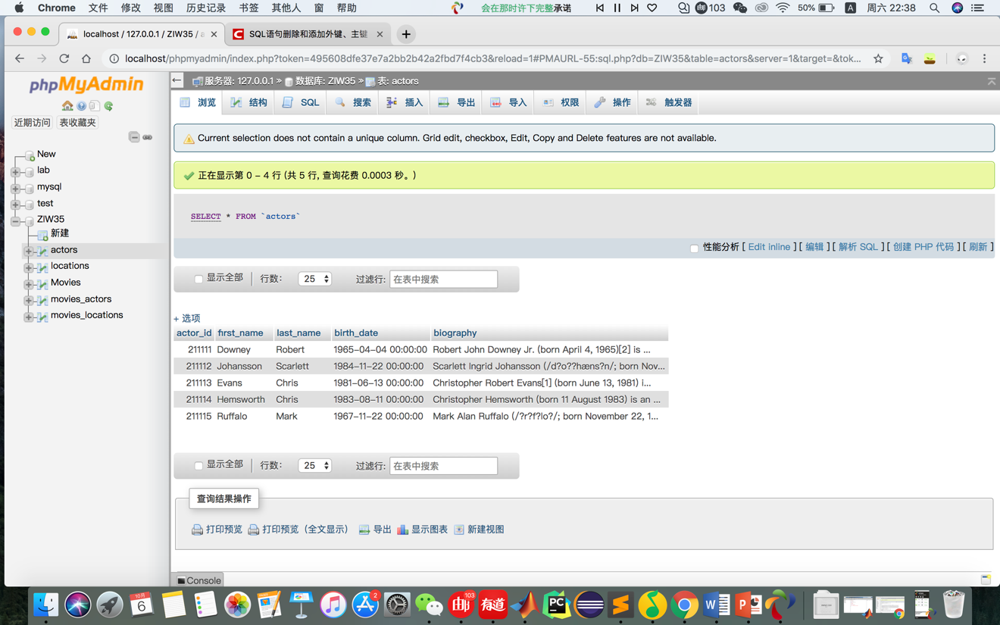 Chrome 文件 修改 视图 历史记录 书签 其他人 窗 帮助 会在那时许下完整承诺 103 50% A 周六 22:38
localhost / 127.0.0.1 / ZIW35 / a
SQL语句删除和添加外键、主键
localhost/phpmyadmin/index.php?token=495608dfe37e7a2bb2b42a2fbd7f4cb3&reload=1#PMAURL-55:sql.php?db=ZIW35&table=actors&server=1&target=&tok...
phpMyAdmin
近期访问 表收藏夹
New
lab
mysql
test
ZIW35
新建
actors
locations
Movies
movies_actors
movies_locations
服务器: 127.0.0.1 » 数据库: ZIW35 » 表: actors
浏览 结构 SQL 搜索 插入 导出 导入 权限 操作 触发器
Current selection does not contain a unique column. Grid edit, checkbox, Edit, Copy and Delete features are not available.
正在显示第 0 - 4 行 (共 5 行, 查询花费 0.0003 秒。)
SELECT * FROM `actors`
性能分析 [ Edit inline ] [ 编辑 ] [ 解析 SQL ] [ 创建 PHP 代码 ] [ 刷新 ]
显示全部 行数: 25 过滤行: 在表中搜索
+ 选项
actor_id first_name last_name birth_date biography
211111 Downey Robert 1965-04-04 00:00:00 Robert John Downey Jr. (born April 4, 1965)[2] is ...
211112 Johansson Scarlett 1984-11-22 00:00:00 Scarlett Ingrid Johansson (/d?o??hæns?n/; born Nov...
211113 Evans Chris 1981-06-13 00:00:00 Christopher Robert Evans[1] (born June 13, 1981) i...
211114 Hemsworth Chris 1983-08-11 00:00:00 Christopher Hemsworth (born 11 August 1983) is an ...
211115 Ruffalo Mark 1967-11-22 00:00:00 Mark Alan Ruffalo (/?r?f?lo?/; born November 22, 1...
显示全部 行数: 25 过滤行: 在表中搜索
查询结果操作
打印预览 打印预览 (全文显示) 导出 显示图表 新建视图
Console
10月 6 2 103 有道 PC W P